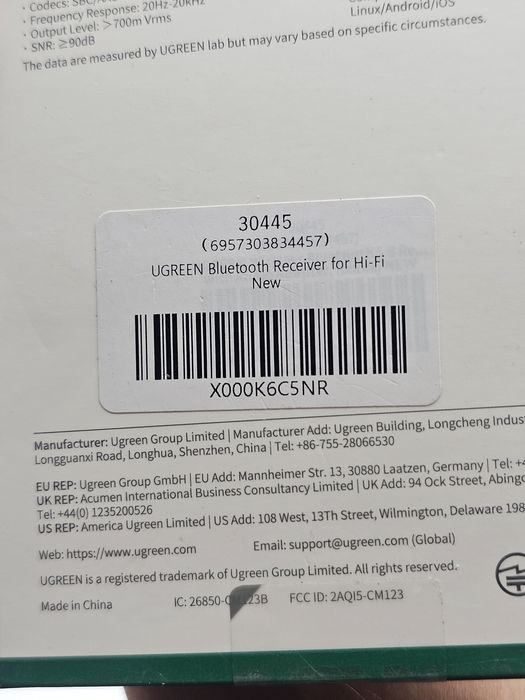 • Codecs:
• Frequency Response: 20Hz-20KHz
• Output Level: >700m Vrms
• SNR: ≥90dB
Linux/Android/iOS
The data are measured by UGREEN lab but may vary based on specific circumstances.
30445
(6957303834457)
UGREEN Bluetooth Receiver for Hi-Fi
New
X000K6C5NR
Manufacturer: Ugreen Group Limited | Manufacturer Add: Ugreen Building, Longcheng Indus
Longguanxi Road, Longhua, Shenzhen, China | Tel: +86-755-28066530
EU REP: Ugreen Group GmbH | EU Add: Mannheimer Str. 13, 30880 Laatzen, Germany | Tel: +
UK REP: Acumen International Business Consultancy Limited | UK Add: 94 Ock Street, Abing
Tel: +44(0) 1235200526
US REP: America Ugreen Limited | US Add: 108 West, 13Th Street, Wilmington, Delaware 198
Web: https://www.ugreen.com Email: support@ugreen.com (Global)
UGREEN is a registered trademark of Ugreen Group Limited. All rights reserved.
Made in China IC: 26850- 23B FCC ID: 2AQI5-CM123